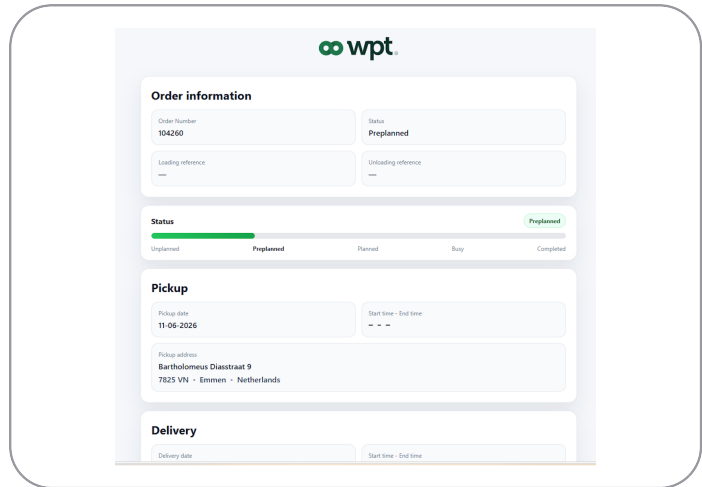 wpt.
Order information
Order Number
104260
Status
Preplanned
Loading reference
—
Unloading reference
—
Status
Preplanned
Unplanned Preplanned Planned Busy Completed
Pickup
Pickup date
11-06-2026
Start time - End time
- - -
Pickup address
Bartholomeus Diasstraat 9
7825 VN • Emmen • Netherlands
Delivery
Delivery date
Start time - End time